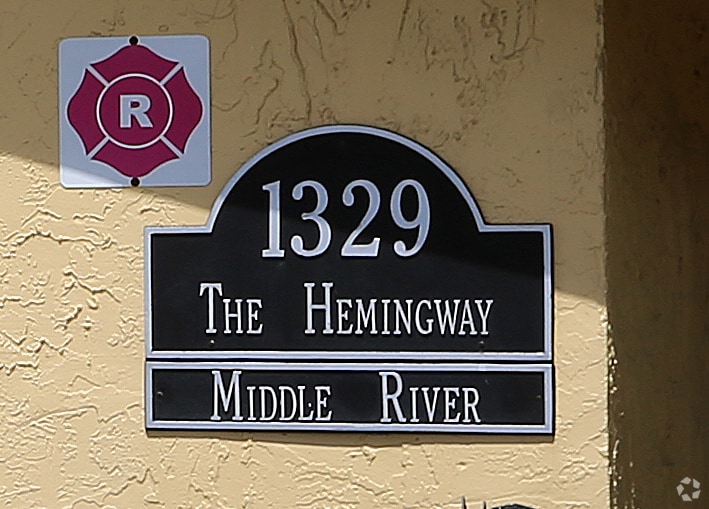 R
1329
THE HEMINGWAY
MIDDLE RIVER